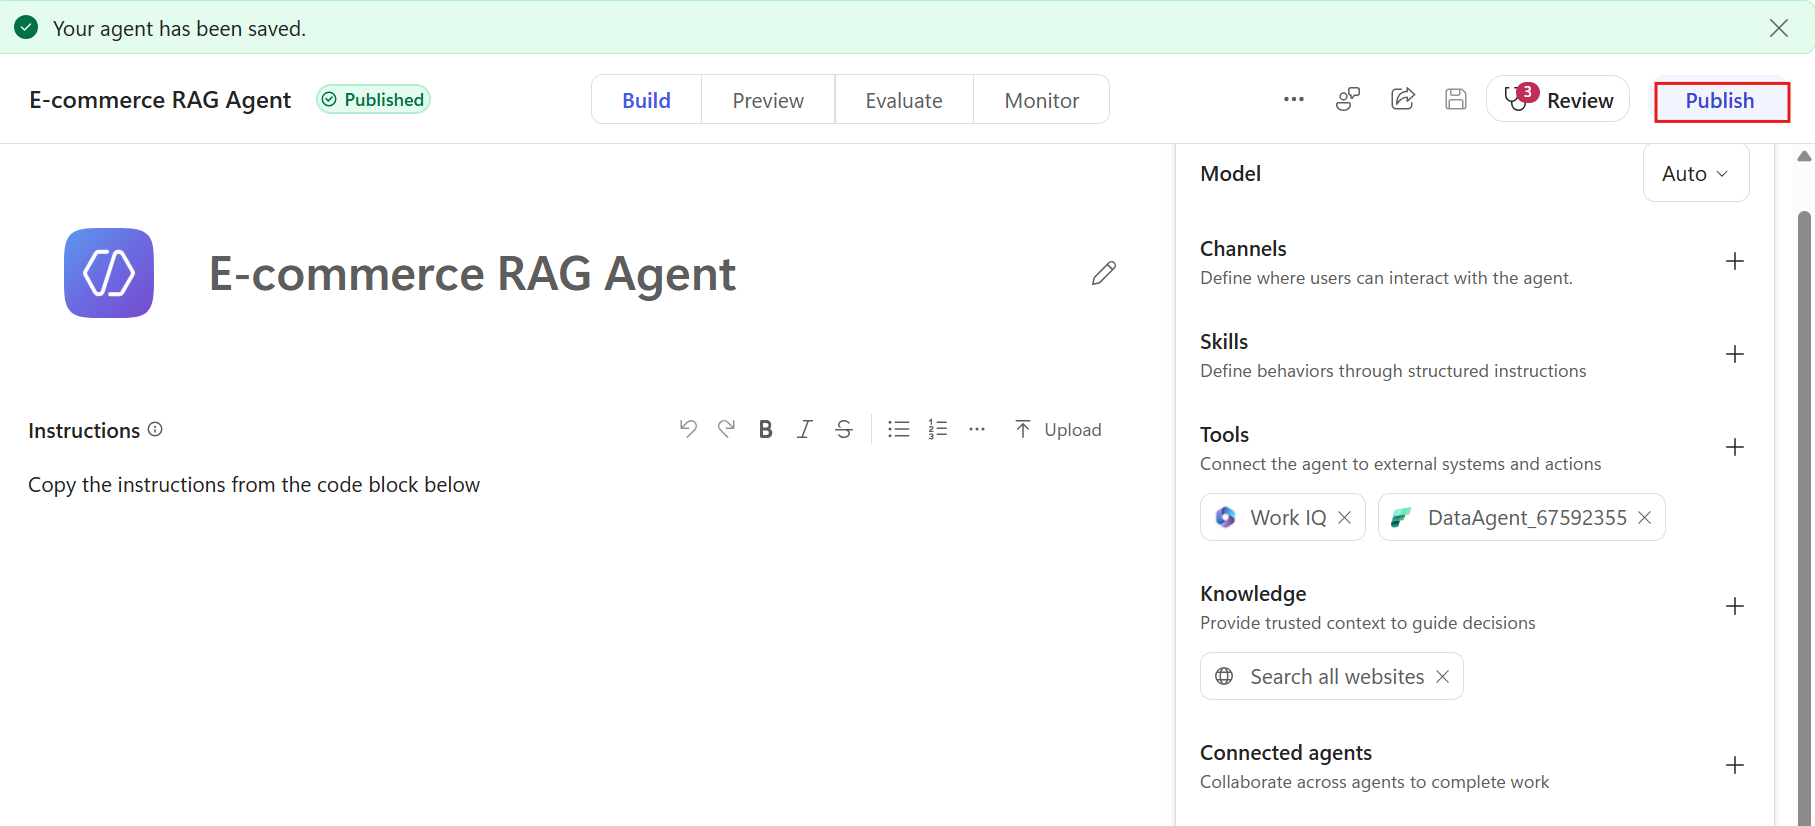 Your agent has been saved.
E-commerce RAG Agent
Published
Build
Preview
Evaluate
Monitor
3
Review
Publish
Model
Auto
Channels
Define where users can interact with the agent.
Skills
Define behaviors through structured instructions
Tools
Connect the agent to external systems and actions
Work IQ
DataAgent_67592355
Knowledge
Provide trusted context to guide decisions
Search all websites
Connected agents
Collaborate across agents to complete work
E-commerce RAG Agent
Instructions
Upload
Copy the instructions from the code block below